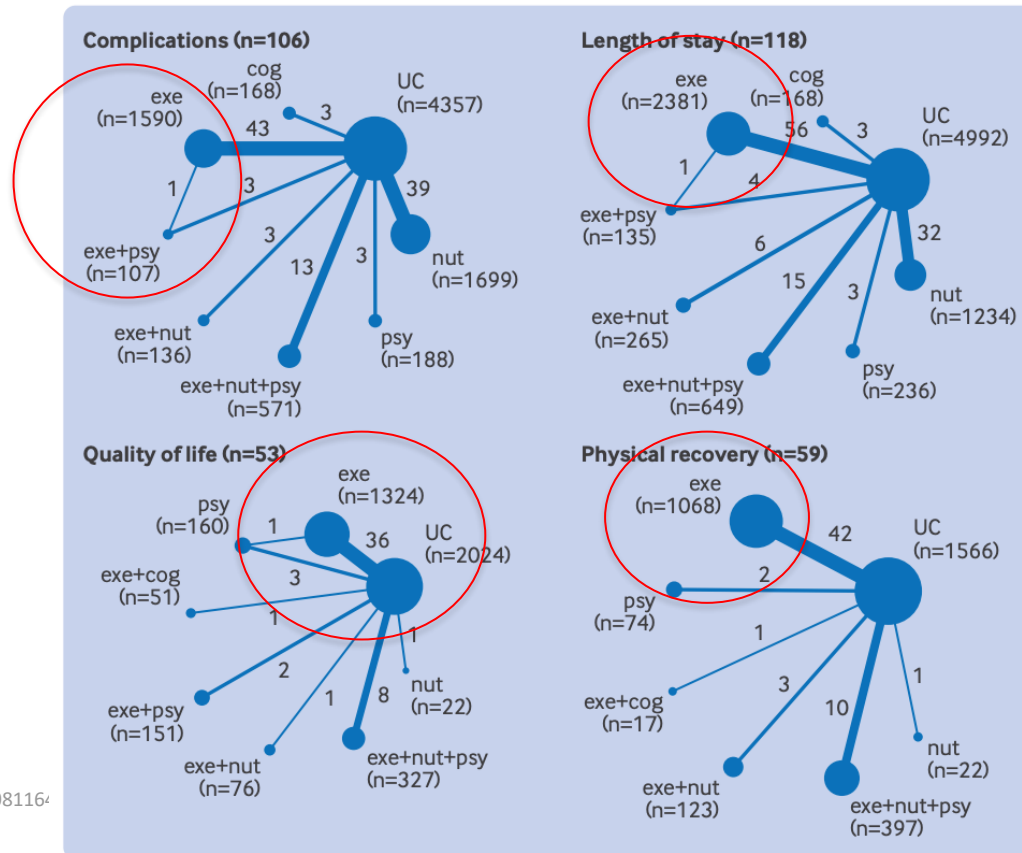 Complications (n=106)
cog
(n=168)
UC
(n=4357)
exe
(n=1590)
43
3
1
3
39
exe+psy
(n=107)
3
13
3
nut
(n=1699)
exe+nut
(n=136)
psy
(n=188)
exe+nut+psy
(n=571)
Length of stay (n=118)
exe
(n=2381)
cog
(n=168)
UC
(n=4992)
56
3
1
4
exe+psy
(n=135)
6
32
15
3
nut
(n=1234)
exe+nut
(n=265)
psy
(n=236)
exe+nut+psy
(n=649)
Quality of life (n=53)
exe
(n=1324)
psy
(n=160)
1
36
UC
(n=2024)
3
exe+cog
(n=51)
1
1
2
1
8
nut
(n=22)
exe+psy
(n=151)
exe+nut
(n=76)
exe+nut+psy
(n=327)
Physical recovery (n=59)
exe
(n=1068)
42
UC
(n=1566)
2
psy
(n=74)
1
3
1
10
exe+cog
(n=17)
nut
(n=22)
exe+nut
(n=123)
exe+nut+psy
(n=397)